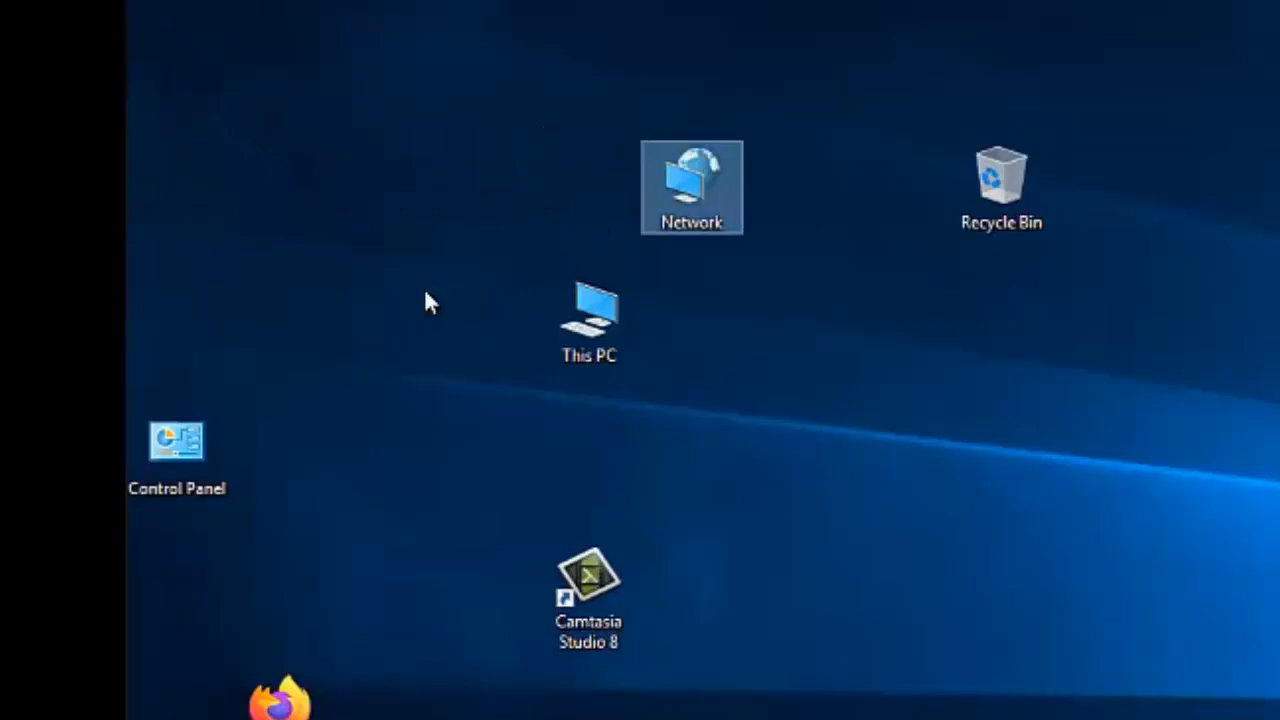 Network
Recycle Bin
This PC
Control Panel
Camtasia
Studio 8